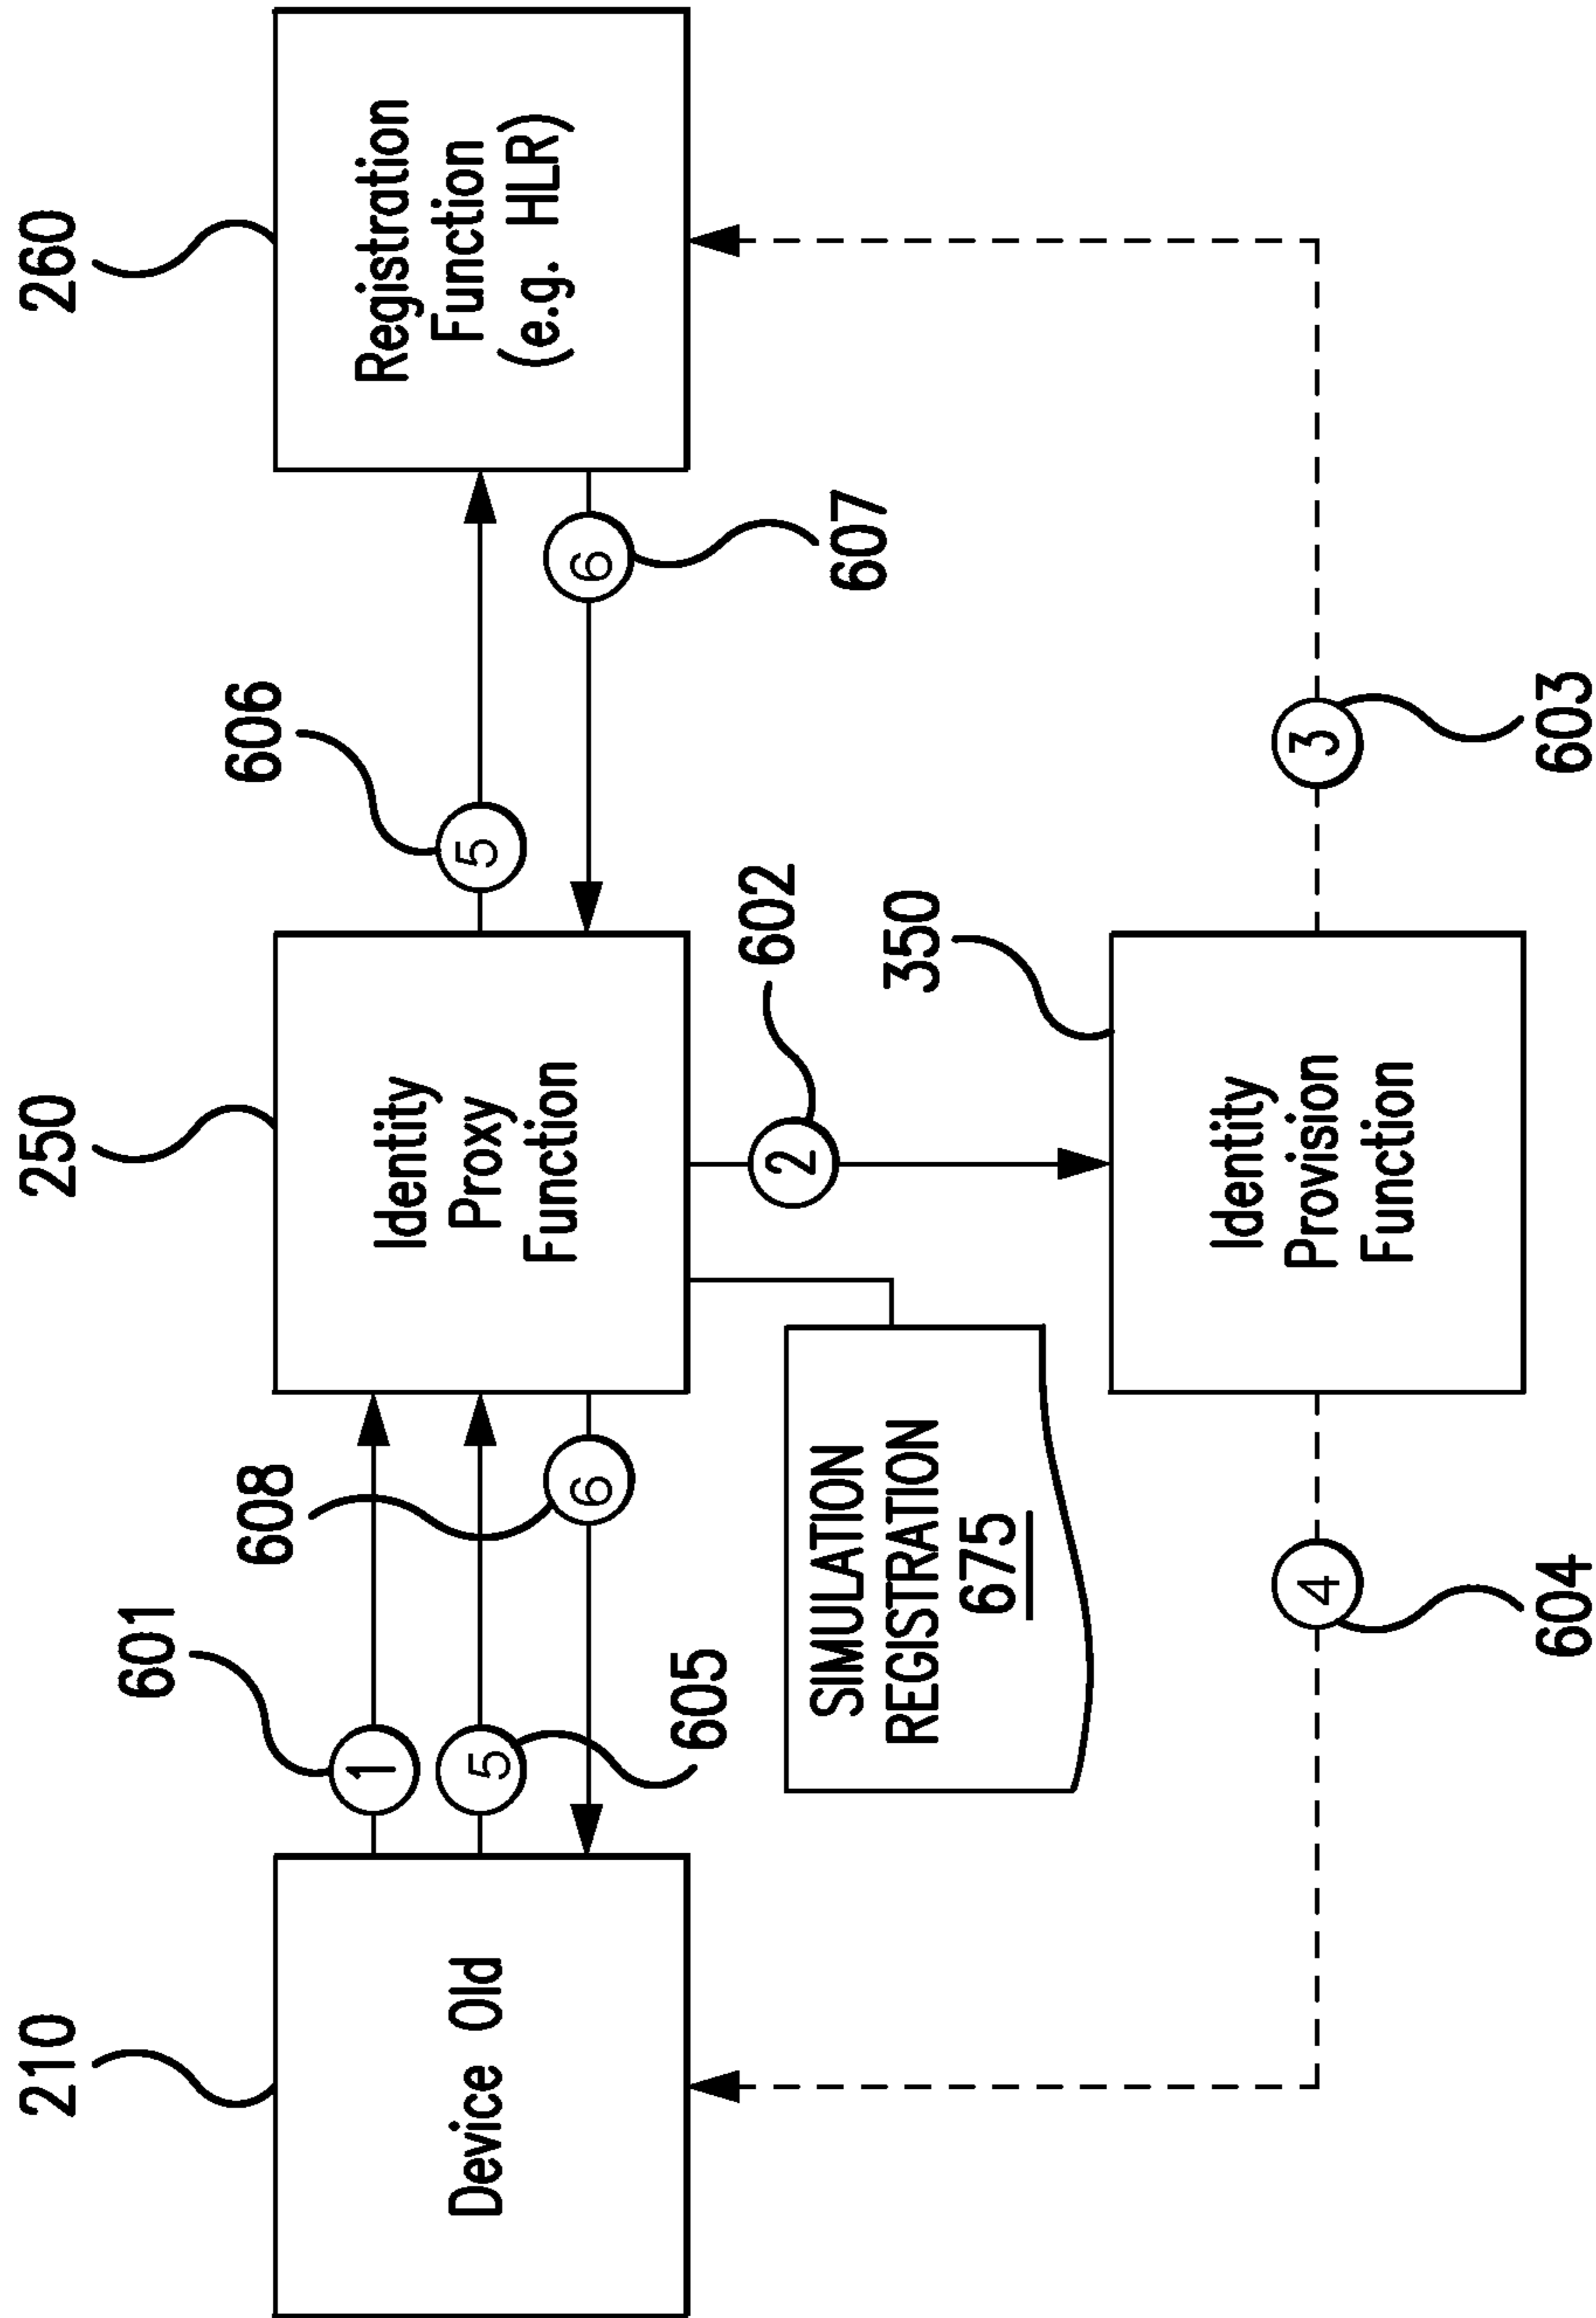 210
250
260
601
608
606
Device Old
1
5
605
6
Identity
Proxy
Function
5
6
607
Registration
Function
(e.g. HLR)
SIMULATION
REGISTRATION
675
2
602
350
Identity
Provision
Function
4
604
3
603